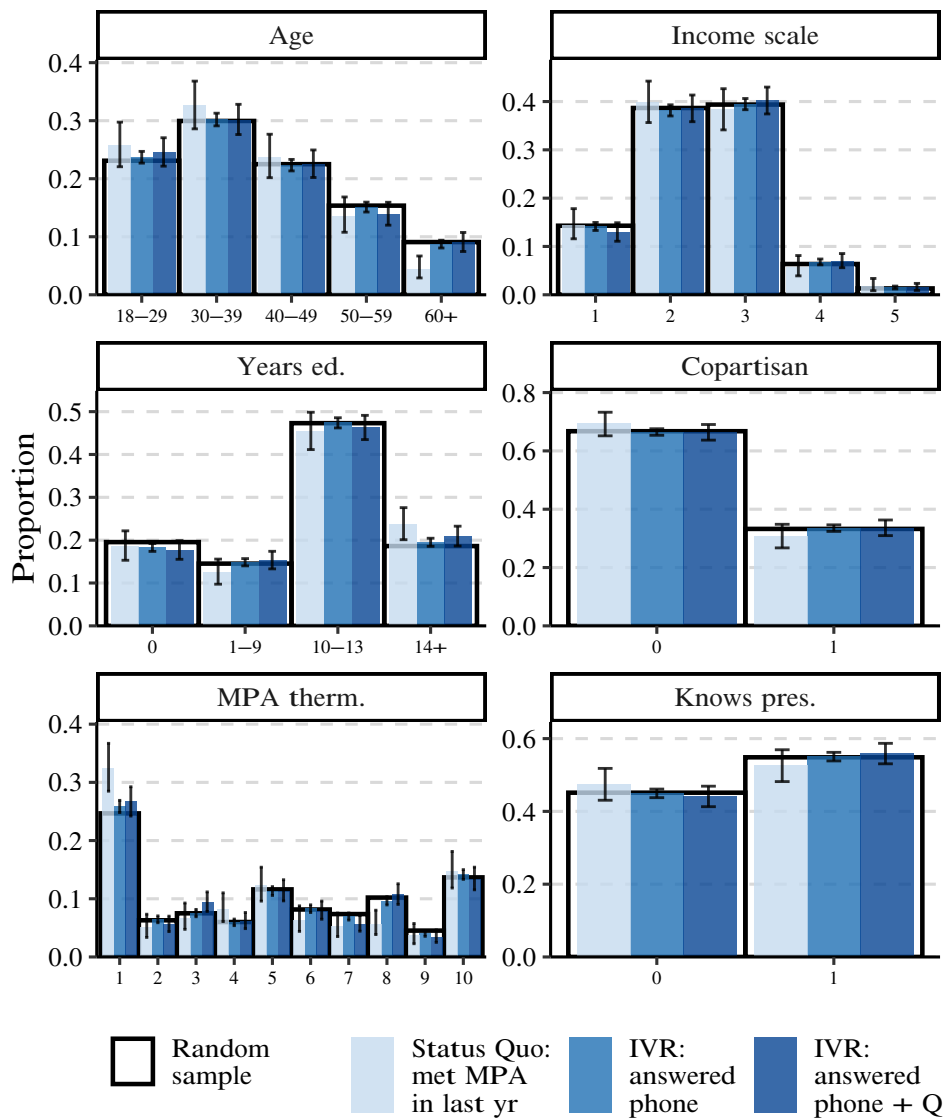 Age
Income scale
0.4
0.3
0.2
0.1
0.0
18−29 30−39 40−49 50−59 60+
0.4
0.3
0.2
0.1
0.0
1 2 3 4 5
Years ed.
Copartisan
Proportion
0.5
0.4
0.3
0.2
0.1
0.0
0 1−9 10−13 14+
0.8
0.6
0.4
0.2
0.0
0 1
MPA therm.
Knows pres.
0.4
0.3
0.2
0.1
0.0
1 2 3 4 5 6 7 8 9 10
0.6
0.4
0.2
0.0
0 1
Random
sample
Status Quo:
met MPA
in last yr
IVR:
answered
phone
IVR:
answered
phone + Q